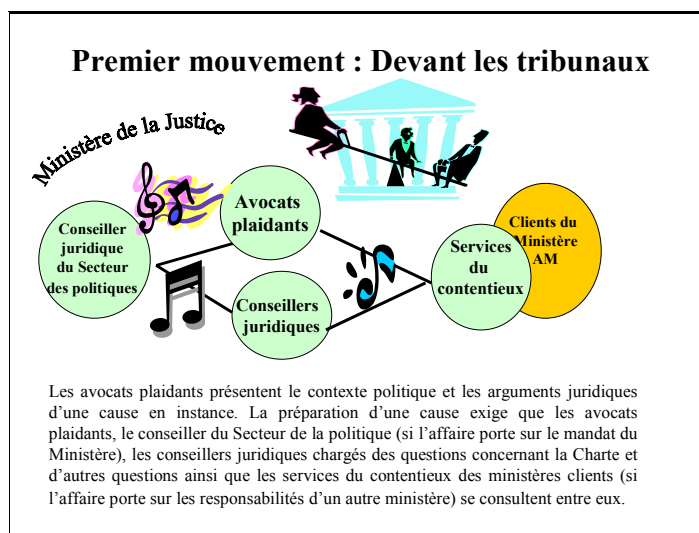 Premier mouvement : Devant les tribunaux
Ministère de la Justice
Avocats
plaidants
Conseiller
juridique
du Secteur
des politiques
Conseillers
juridiques
Services
du
contentieux
Clients du
Ministère
AM
Les avocats plaidants présentent le contexte politique et les arguments juridiques
d’une cause en instance. La préparation d’une cause exige que les avocats
plaidants, le conseiller du Secteur de la politique (si l’affaire porte sur le mandat du
Ministère), les conseillers juridiques chargés des questions concernant la Charte et
d’autres questions ainsi que les services du contentieux des ministères clients (si
l’affaire porte sur les responsabilités d’un autre ministère) se consultent entre eux.